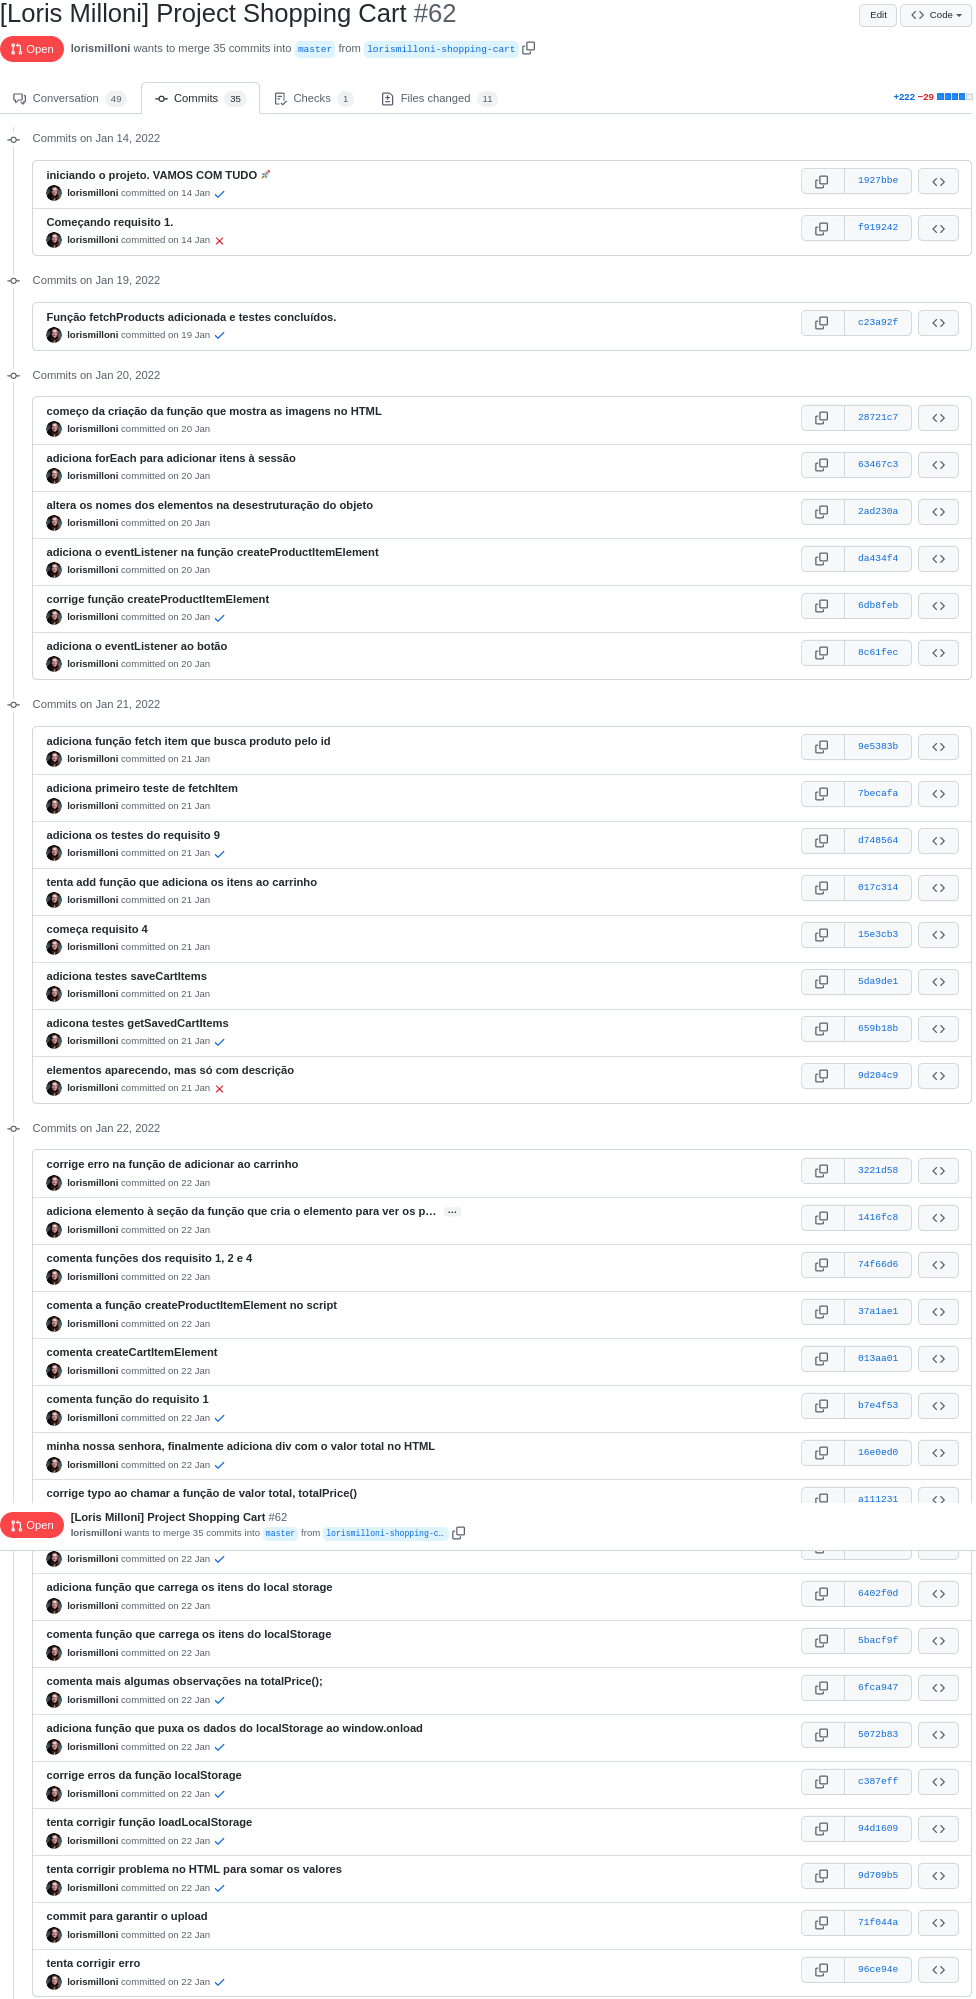 [Loris Milloni] Project Shopping Cart #62
Edit
Code
Open
lorismilloni wants to merge 35 commits into master from lorismilloni-shopping-cart
Conversation 49
Commits 35
Checks 1
Files changed 11
+222 −29
Commits on Jan 14, 2022
iniciando o projeto. VAMOS COM TUDO 🚀
lorismilloni committed on 14 Jan
1927bbe
Começando requisito 1.
lorismilloni committed on 14 Jan
f919242
Commits on Jan 19, 2022
Função fetchProducts adicionada e testes concluídos.
lorismilloni committed on 19 Jan
c23a92f
Commits on Jan 20, 2022
começo da criação da função que mostra as imagens no HTML
lorismilloni committed on 20 Jan
28721c7
adiciona forEach para adicionar itens à sessão
lorismilloni committed on 20 Jan
63467c3
altera os nomes dos elementos na desestruturação do objeto
lorismilloni committed on 20 Jan
2ad230a
adiciona o eventListener na função createProductItemElement
lorismilloni committed on 20 Jan
da434f4
corrige função createProductItemElement
lorismilloni committed on 20 Jan
6db8feb
adiciona o eventListener ao botão
lorismilloni committed on 20 Jan
8c61fec
Commits on Jan 21, 2022
adiciona função fetch item que busca produto pelo id
lorismilloni committed on 21 Jan
9e5383b
adiciona primeiro teste de fetchItem
lorismilloni committed on 21 Jan
7becafa
adiciona os testes do requisito 9
lorismilloni committed on 21 Jan
d748564
tenta add função que adiciona os itens ao carrinho
lorismilloni committed on 21 Jan
017c314
começa requisito 4
lorismilloni committed on 21 Jan
15e3cb3
adiciona testes saveCartItems
lorismilloni committed on 21 Jan
5da9de1
adicona testes getSavedCartItems
lorismilloni committed on 21 Jan
659b18b
elementos aparecendo, mas só com descrição
lorismilloni committed on 21 Jan
9d204c9
Commits on Jan 22, 2022
corrige erro na função de adicionar ao carrinho
lorismilloni committed on 22 Jan
3221d58
adiciona elemento à seção da função que cria o elemento para ver os p… …
lorismilloni committed on 22 Jan
1416fc8
comenta funções dos requisito 1, 2 e 4
lorismilloni committed on 22 Jan
74f66d6
comenta a função createProductItemElement no script
lorismilloni committed on 22 Jan
37a1ae1
comenta createCartItemElement
lorismilloni committed on 22 Jan
013aa01
comenta função do requisito 1
lorismilloni committed on 22 Jan
b7e4f53
minha nossa senhora, finalmente adiciona div com o valor total no HTML
lorismilloni committed on 22 Jan
16e0ed0
corrige typo ao chamar a função de valor total, totalPrice()
a111231
Open
[Loris Milloni] Project Shopping Cart #62
lorismilloni wants to merge 35 commits into master from lorismilloni-shopping-c…
lorismilloni committed on 22 Jan
adiciona função que carrega os itens do local storage
lorismilloni committed on 22 Jan
6402f0d
comenta função que carrega os itens do localStorage
lorismilloni committed on 22 Jan
5bacf9f
comenta mais algumas observações na totalPrice();
lorismilloni committed on 22 Jan
6fca947
adiciona função que puxa os dados do localStorage ao window.onload
lorismilloni committed on 22 Jan
5072b83
corrige erros da função localStorage
lorismilloni committed on 22 Jan
c387eff
tenta corrigir função loadLocalStorage
lorismilloni committed on 22 Jan
94d1609
tenta corrigir problema no HTML para somar os valores
lorismilloni committed on 22 Jan
9d709b5
commit para garantir o upload
lorismilloni committed on 22 Jan
71f044a
tenta corrigir erro
lorismilloni committed on 22 Jan
96ce94e